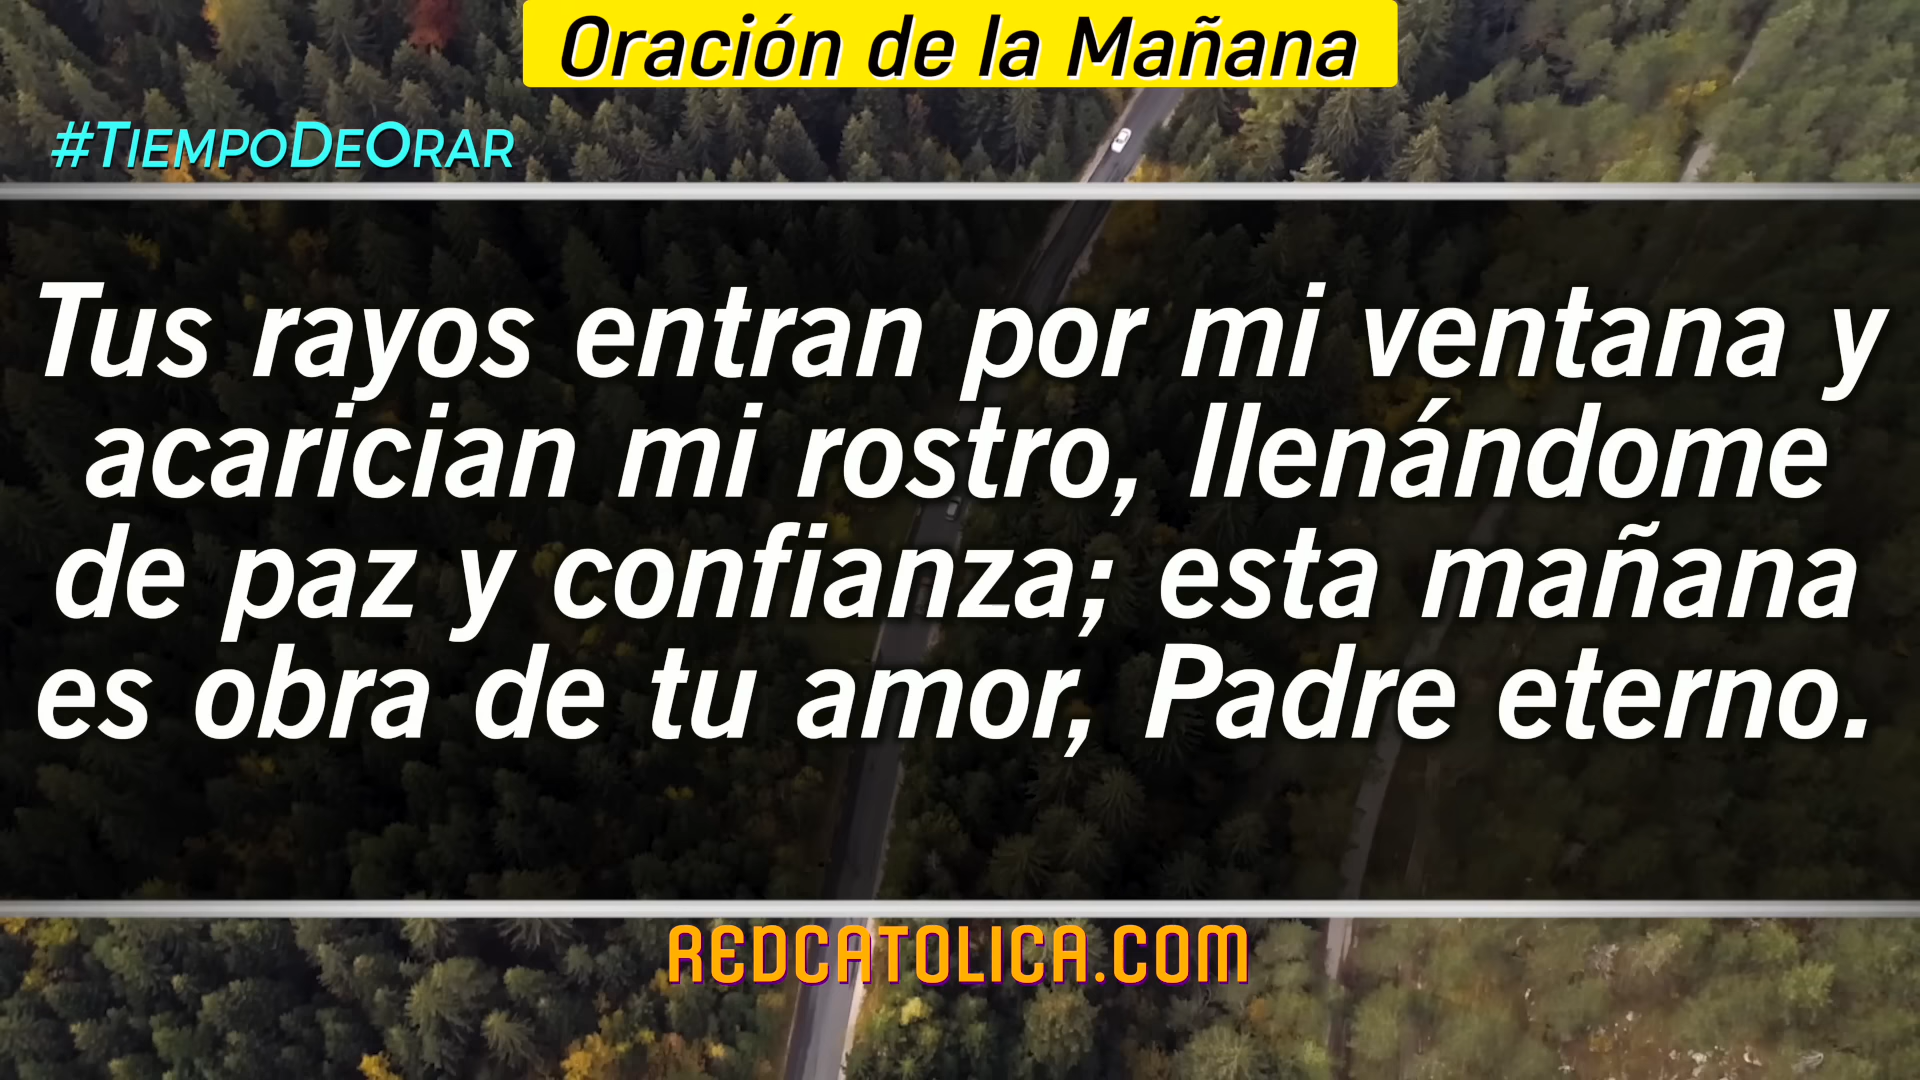 Oración de la Mañana
#TiempoDeOrar
Tus rayos entran por mi ventana y
acarician mi rostro, llenándome
de paz y confianza; esta mañana
es obra de tu amor, Padre eterno.
REDCATOLICA.COM